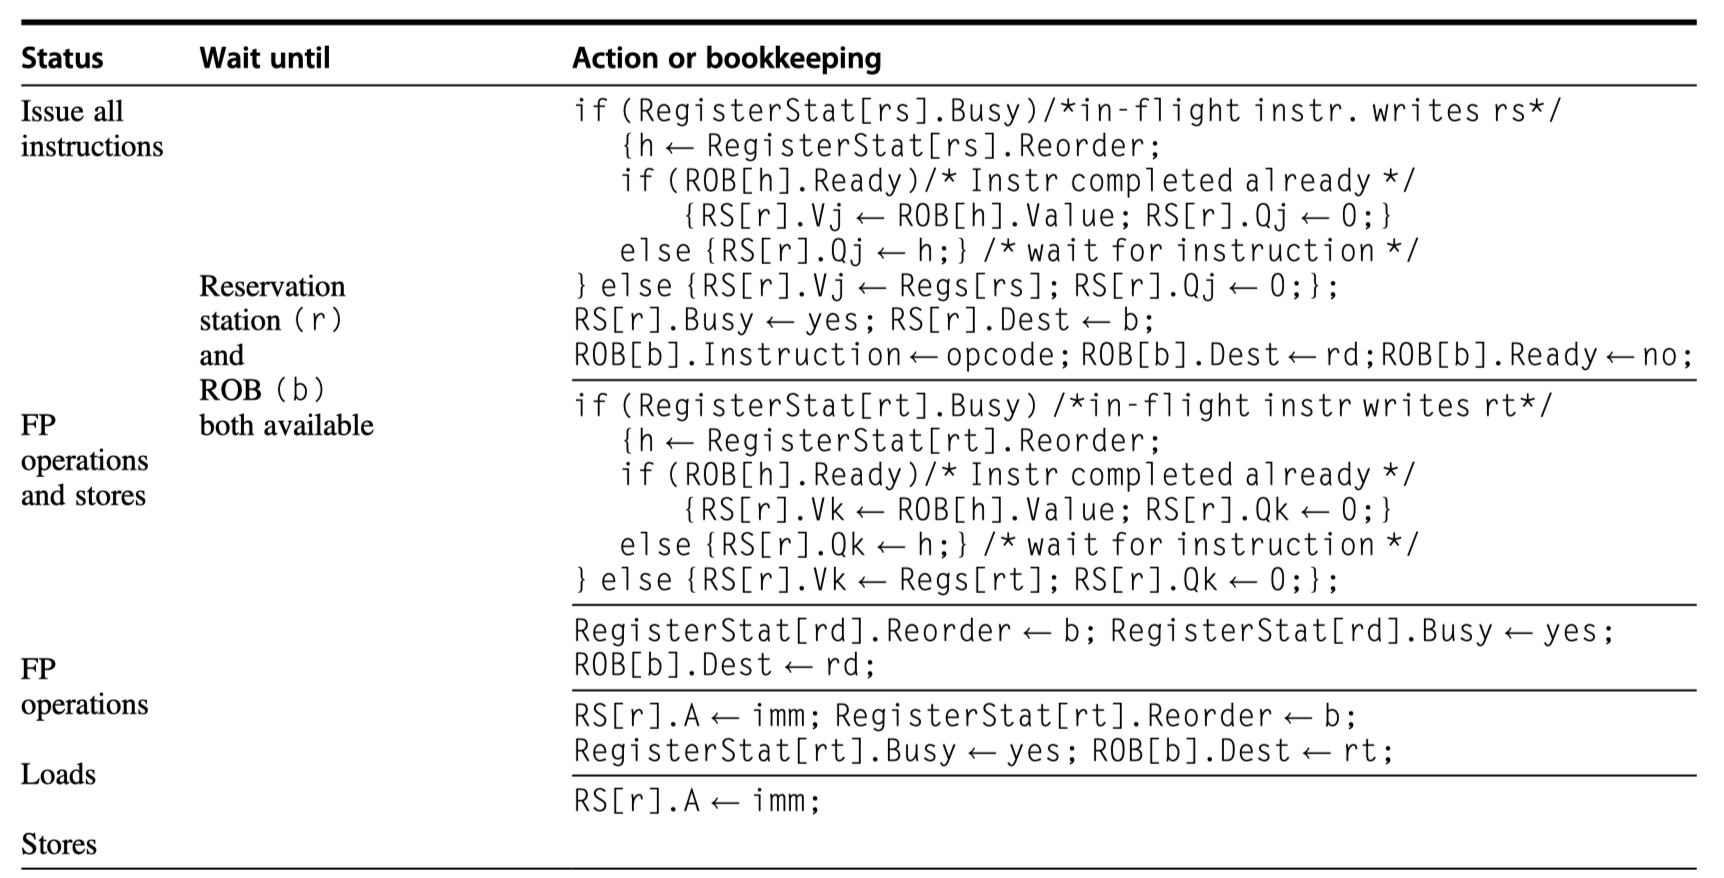 Status Wait until Action or bookkeeping
Issue all
instructions
Reservation
station (r)
and
ROB (b)
both available
if (RegisterStat[rs].Busy)/*in-flight instr. writes rs*/
{h ← RegisterStat[rs].Reorder;
if (ROB[h].Ready)/* Instr completed already */
{RS[r].Vj ← ROB[h].Value; RS[r].Qj ← 0;}
else {RS[r].Qj ← h;} /* wait for instruction */
} else {RS[r].Vj ← Regs[rs]; RS[r].Qj ← 0;};
RS[r].Busy ← yes; RS[r].Dest ← b;
ROB[b].Instruction ← opcode; ROB[b].Dest ← rd;ROB[b].Ready ← no;
FP
operations
and stores
if (RegisterStat[rt].Busy) /*in-flight instr writes rt*/
{h ← RegisterStat[rt].Reorder;
if (ROB[h].Ready)/* Instr completed already */
{RS[r].Vk ← ROB[h].Value; RS[r].Qk ← 0;}
else {RS[r].Qk ← h;} /* wait for instruction */
} else {RS[r].Vk ← Regs[rt]; RS[r].Qk ← 0;};
FP
operations
RegisterStat[rd].Reorder ← b; RegisterStat[rd].Busy ← yes;
ROB[b].Dest ← rd;
Loads
RS[r].A ← imm; RegisterStat[rt].Reorder ← b;
RegisterStat[rt].Busy ← yes; ROB[b].Dest ← rt;
Stores
RS[r].A ← imm;